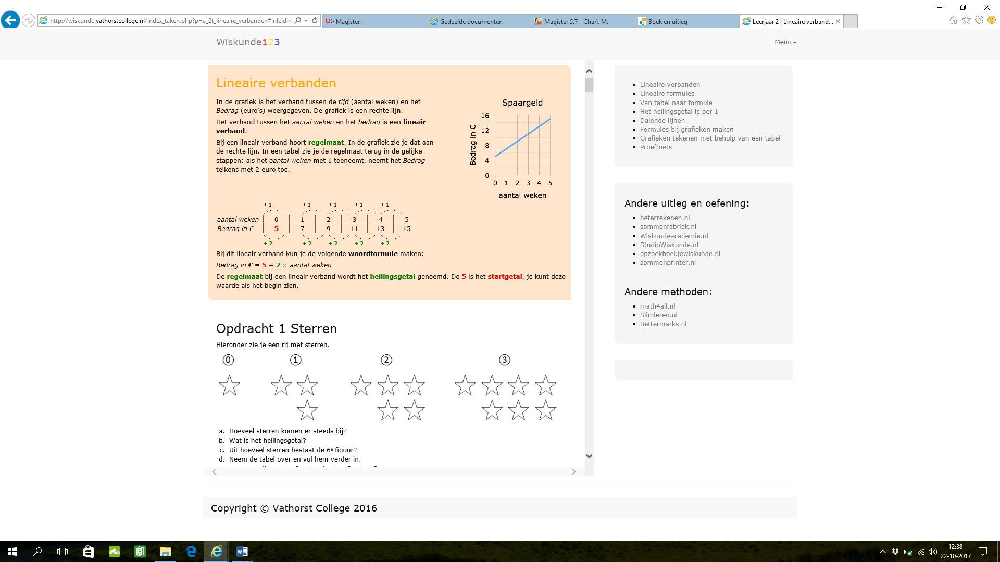 http://wiskunde.vathorstcollege.nl/index_taken.php?p=a_2t_lineaire_verbanden#inleidin
Magister |
Gedeelde documenten
Magister 5.7 - Chari, M.
Boek en uitleg
Leerjaar 2 | Lineaire verband...
Wiskunde123
Menu
Lineaire verbanden
In de grafiek is het verband tussen de tijd (aantal weken) en het
Bedrag (euro's) weergegeven. De grafiek is een rechte lijn.
Het verband tussen het aantal weken en het bedrag is een lineair
verband.
Bij een lineair verband hoort regelmaat. In de grafiek zie je dat aan
de rechte lijn. In een tabel zie je de regelmaat terug in de gelijke
stappen: als het aantal weken met 1 toeneemt, neemt het Bedrag
telkens met 2 euro toe.
Spaargeld
Bedrag in €
16
12
8
4
0
0 1 2 3 4 5
aantal weken
+ 1 + 1 + 1 + 1 + 1
aantal weken 0 1 2 3 4 5
Bedrag in € 5 7 9 11 13 15
+ 2 + 2 + 2 + 2 + 2
Bij dit lineair verband kun je de volgende woordformule maken:
Bedrag in € = 5 + 2 × aantal weken
De regelmaat bij een lineair verband wordt het hellingsgetal genoemd. De 5 is het startgetal, je kunt deze
waarde als het begin zien.
Opdracht 1 Sterren
Hieronder zie je een rij met sterren.
0 1 2 3
a. Hoeveel sterren komen er steeds bij?
b. Wat is het hellingsgetal?
c. Uit hoeveel sterren bestaat de 6e figuur?
d. Neem de tabel over en vul hem verder in.
Lineaire verbanden
Lineaire formules
Van tabel naar formule
Het hellingsgetal is per 1
Dalende lijnen
Formules bij grafieken maken
Grafieken tekenen met behulp van een tabel
Proeftoets
Andere uitleg en oefening:
beterrekenen.nl
sommenfabriek.nl
Wiskundeacademie.nl
StudioWiskunde.nl
opzoekboekjewiskunde.nl
sommenprinter.nl
Andere methoden:
math4all.nl
Slimleren.nl
Bettermarks.nl
Copyright © Vathorst College 2016
12:38
22-10-2017